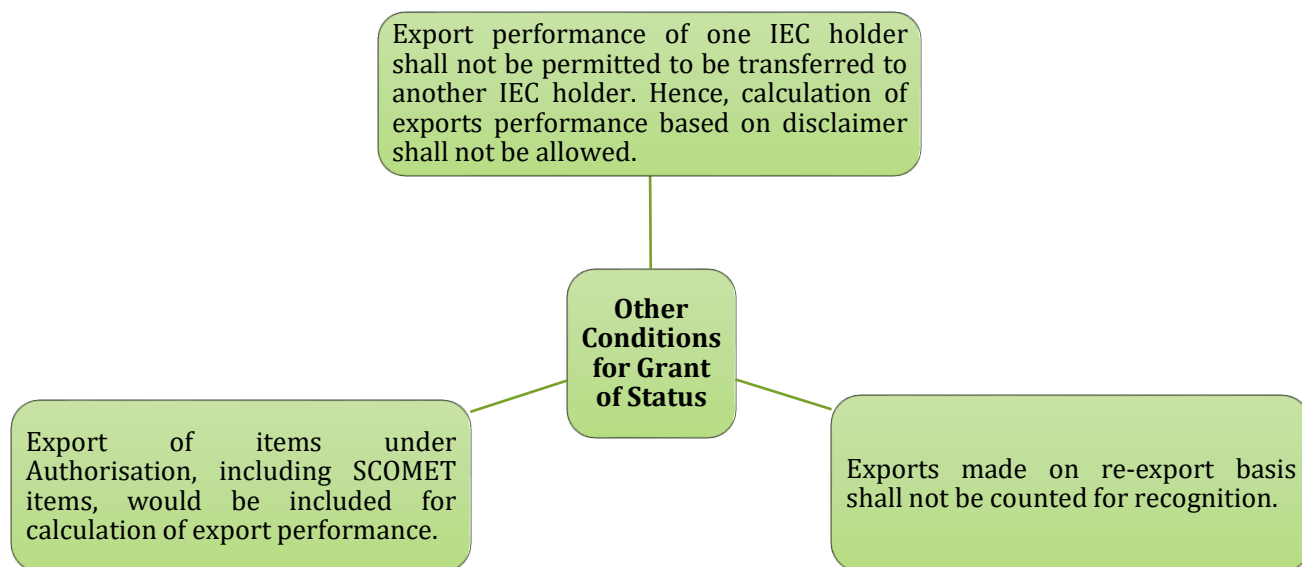 Export performance of one IEC holder
shall not be permitted to be transferred to
another IEC holder. Hence, calculation of
exports performance based on disclaimer
shall not be allowed.
Other
Conditions
for Grant
of Status
Export of items under
Authorisation, including SCOMET
items, would be included for
calculation of export performance.
Exports made on re-export basis
shall not be counted for recognition.